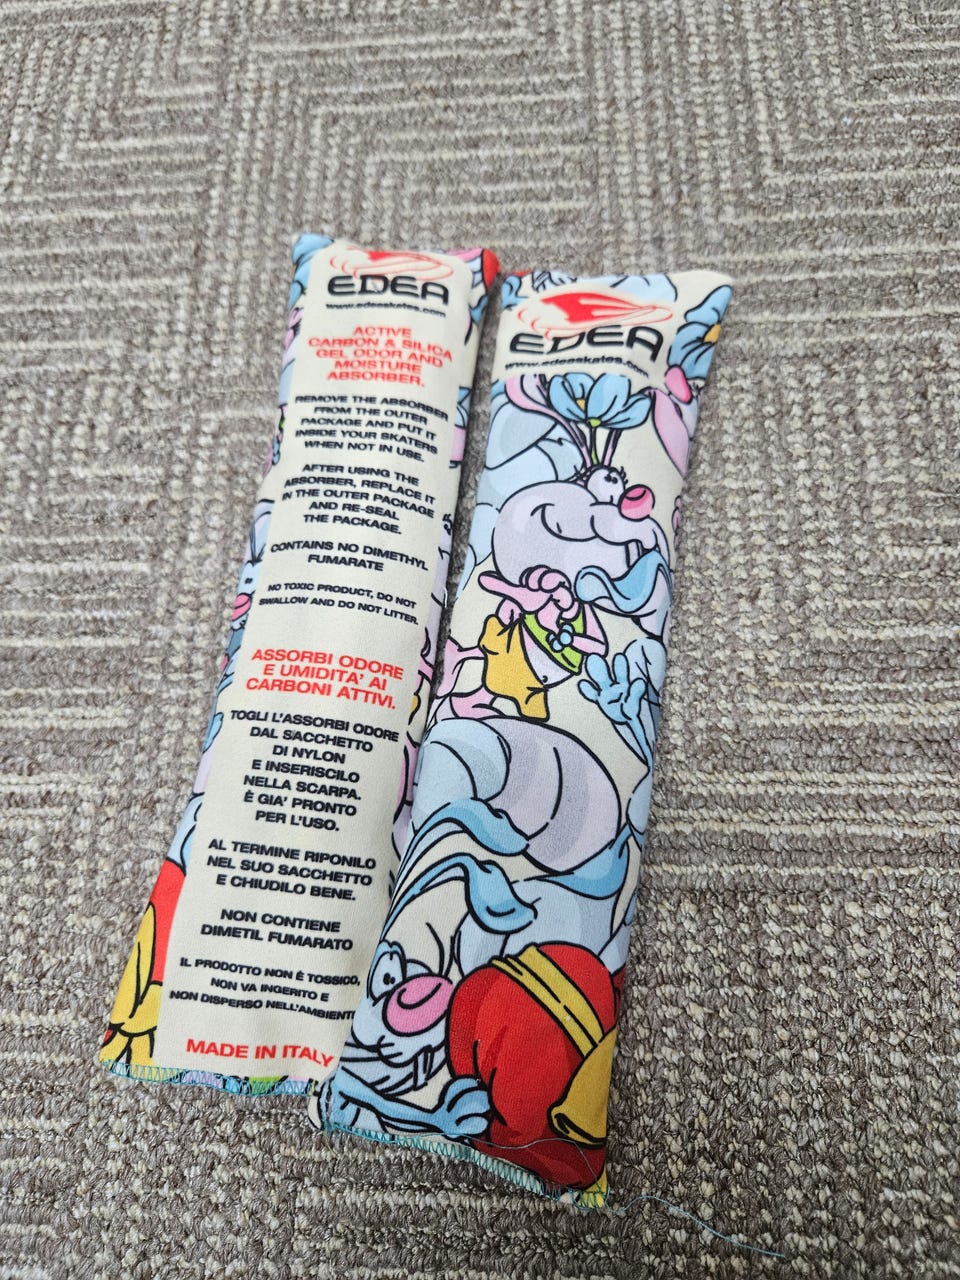 EDEA
www.edeaskates.com
ACTIVE
CARBON & SILICA
GEL ODOR AND
MOISTURE
ABSORBER.
REMOVE THE ABSORBER
FROM THE OUTER
PACKAGE AND PUT IT
INSIDE YOUR SKATERS
WHEN NOT IN USE.
AFTER USING THE
ABSORBER, REPLACE IT
IN THE OUTER PACKAGE
AND RE-SEAL
THE PACKAGE.
CONTAINS NO DIMETHYL
FUMARATE
NO TOXIC PRODUCT, DO NOT
SWALLOW AND DO NOT LITTER.
ASSORBI ODORE
E UMIDITA' AI
CARBONI ATTIVI.
TOGLI L'ASSORBI ODORE
DAL SACCHETTO
DI NYLON
E INSERISCILO
NELLA SCARPA.
È GIA' PRONTO
PER L'USO.
AL TERMINE RIPONILO
NEL SUO SACCHETTO
E CHIUDILO BENE.
NON CONTIENE
DIMETIL FUMARATO
IL PRODOTTO NON È TOSSICO,
NON VA INGERITO E
NON DISPERSO NELL'AMBIENT
MADE IN ITALY
EDEA
www.edeaskates.com